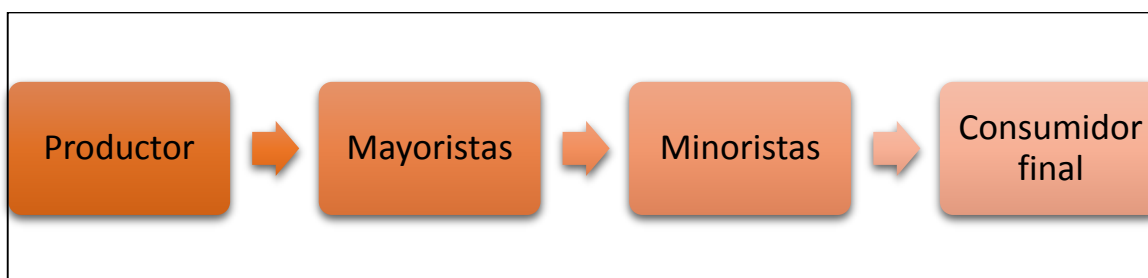 Productor
Mayoristas
Minoristas
Consumidor
final